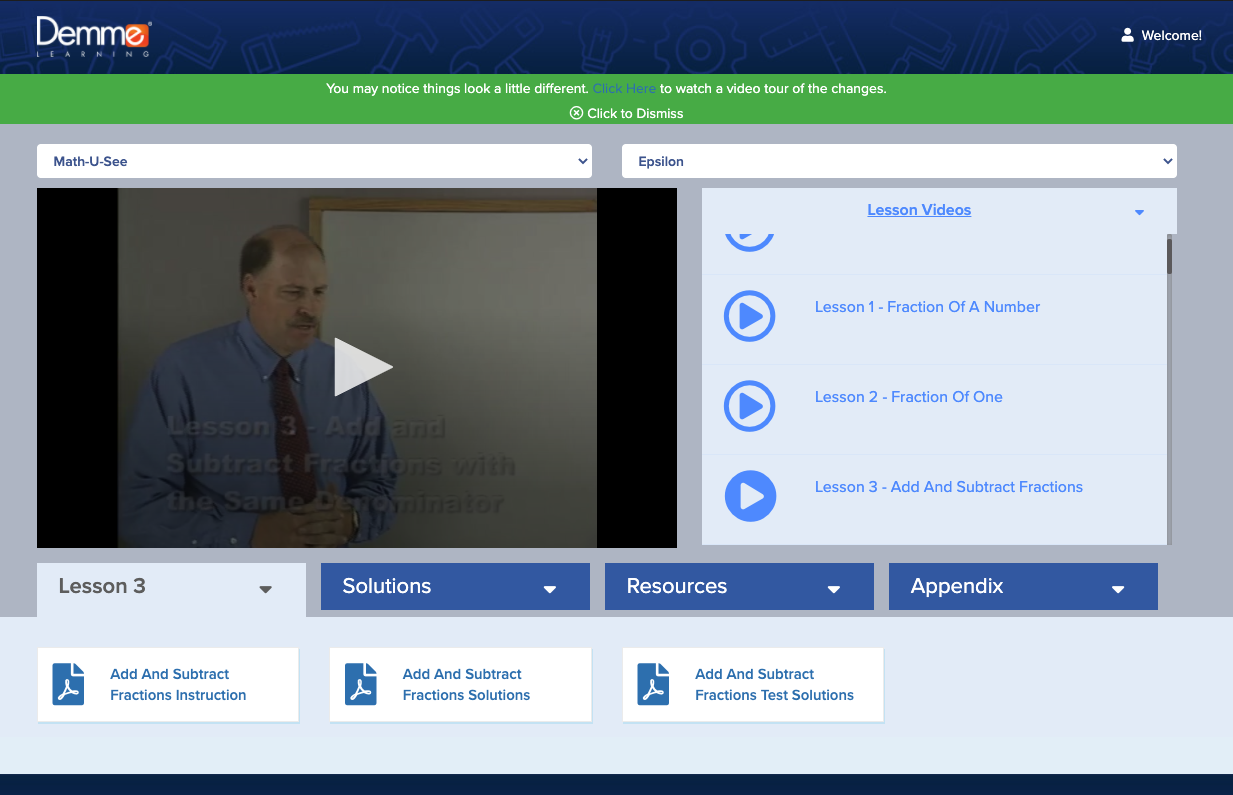 Demme
LEARNING
Welcome!
You may notice things look a little different. Click Here to watch a video tour of the changes.
Click to Dismiss
Math-U-See
Epsilon
Lesson 3 - Add and
Subtract Fractions with
the Same Denominator
Lesson Videos
Lesson 1 - Fraction Of A Number
Lesson 2 - Fraction Of One
Lesson 3 - Add And Subtract Fractions
Lesson 3
Solutions
Resources
Appendix
Add And Subtract
Fractions Instruction
Add And Subtract
Fractions Solutions
Add And Subtract
Fractions Test Solutions